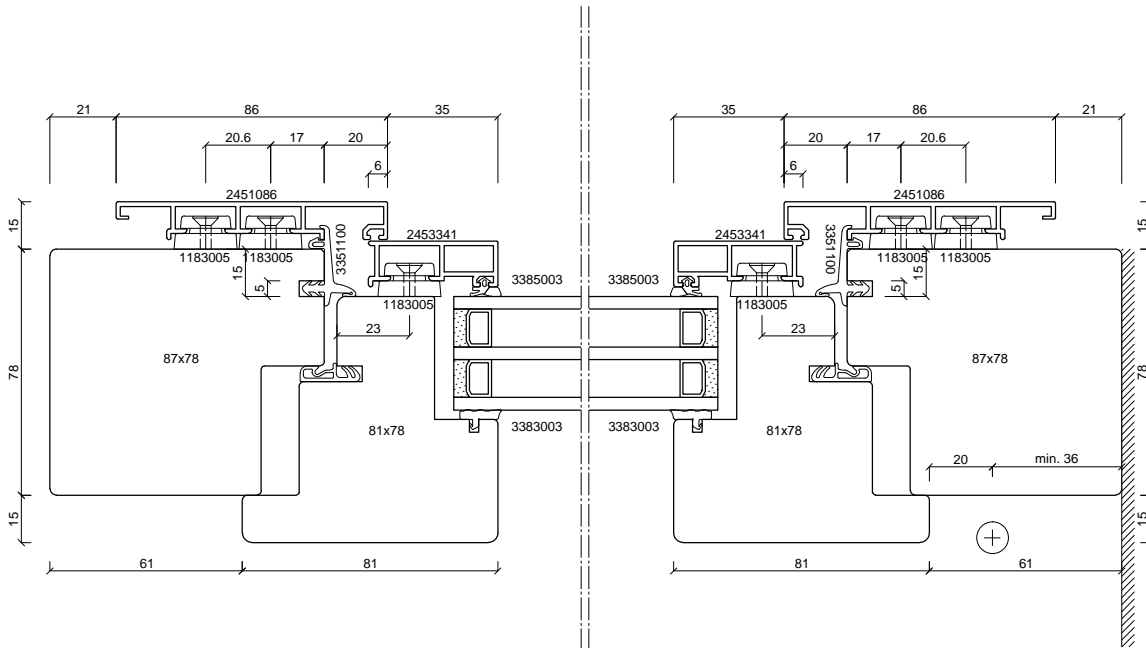 21 86 35 35 86 21
20.6 17 20 20 17 20.6
6 6
2451086 2451086
15 3351100 2453341 2453341 3351100 15
1183005 1183005 1183005 1183005
15 5 3385003 3385003 5 15
1183005 1183005
23 23
87x78 87x78
78 78
81x78 3383003 3383003 81x78
20 min. 36
15 15
61 81 81 61